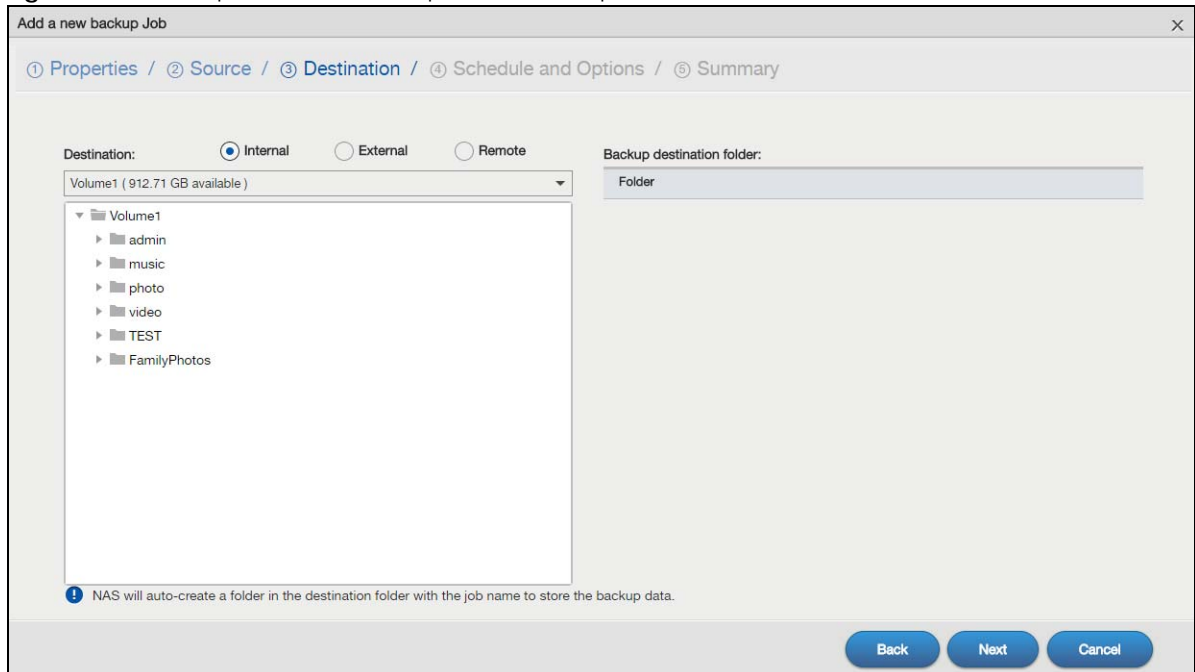 Add a new backup Job
① Properties / ② Source / ③ Destination / ④ Schedule and Options / ⑤ Summary
Destination: Internal External Remote
Volume1 ( 912.71 GB available )
Volume1
admin
music
photo
video
TEST
FamilyPhotos
Backup destination folder:
Folder
NAS will auto-create a folder in the destination folder with the job name to store the backup data.
Back Next Cancel